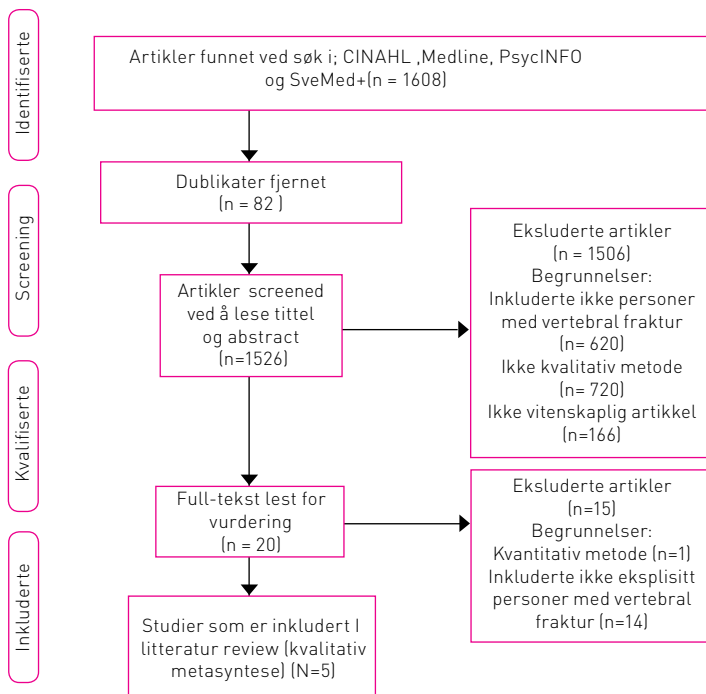 Identifiserte
Artikler funnet ved søk i; CINAHL ,Medline, PsycINFO
og SveMed+(n = 1608)
Dublikater fjernet
(n = 82 )
Screening
Artikler screened
ved å lese tittel
og abstract
(n=1526)
Eksluderte artikler
(n = 1506)
Begrunnelser:
Inkluderte ikke personer
med vertebral fraktur
(n= 620)
Ikke kvalitativ metode
(n= 720)
Ikke vitenskaplig artikkel
(n=166)
Kvalifiserte
Full-tekst lest for
vurdering
(n = 20)
Eksluderte artikler
(n=15)
Begrunnelser:
Kvantitativ metode (n=1)
Inkluderte ikke eksplisitt
personer med vertebral
fraktur (n=14)
Inkluderte
Studier som er inkludert I
litteratur review (kvalitativ
metasyntese) (N=5)